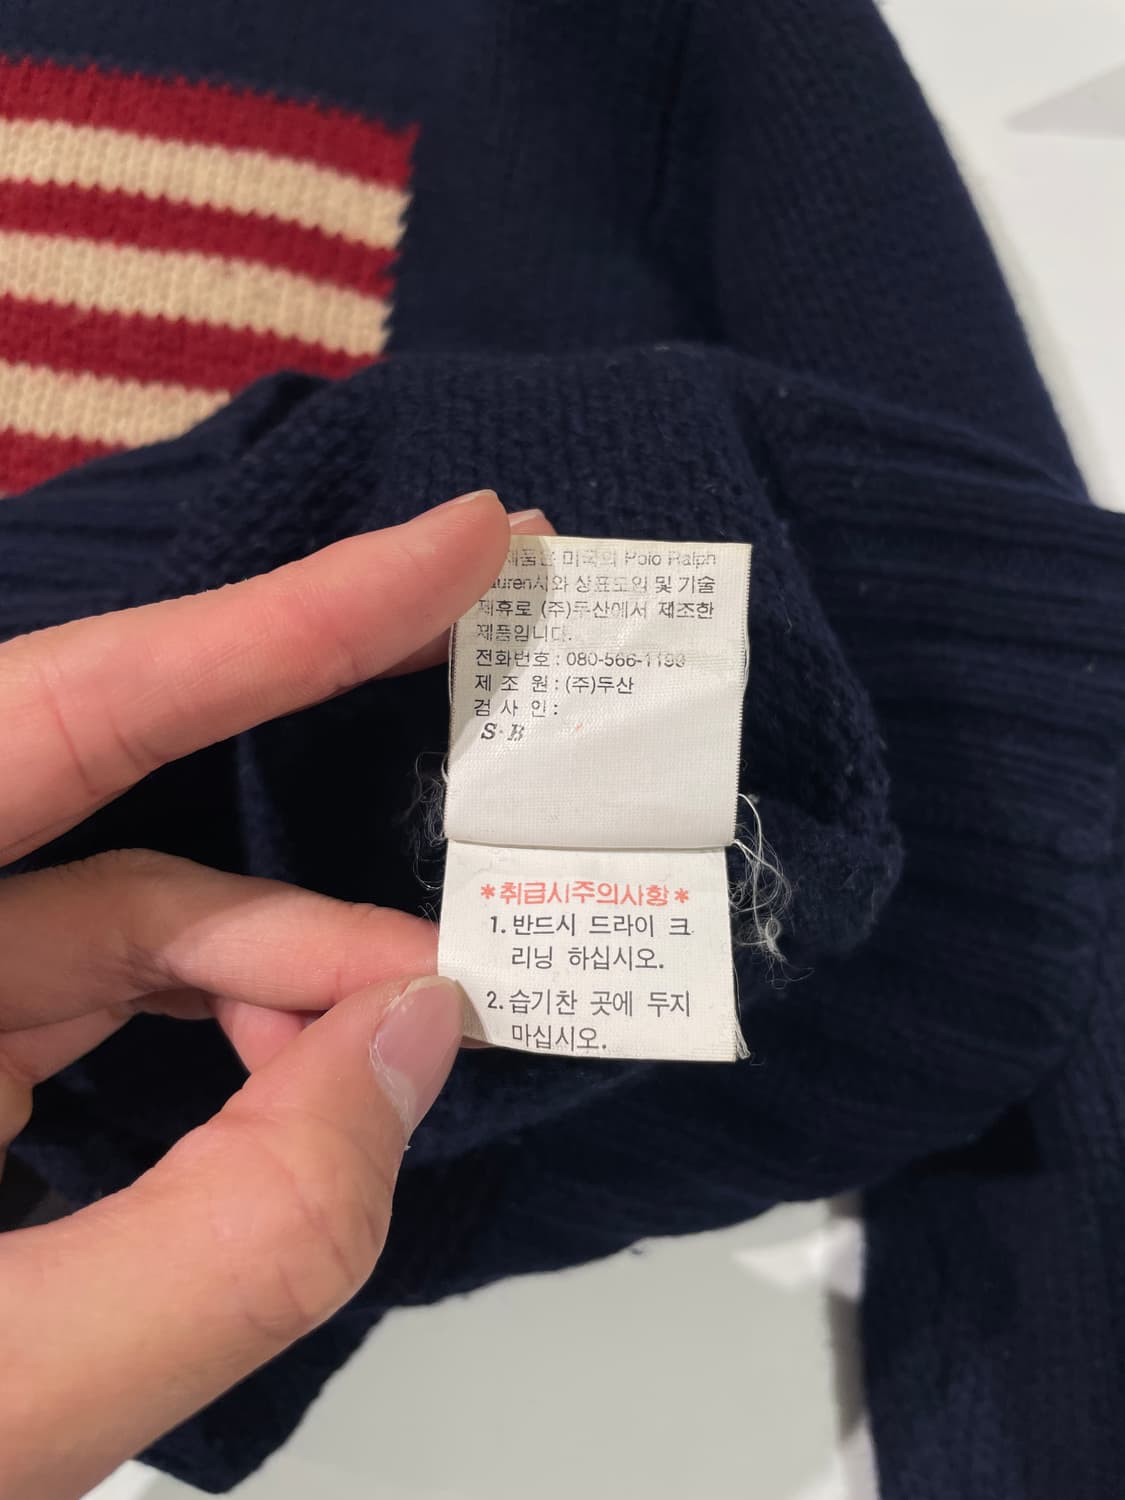 제품은 미국의 Polo Ralph
Lauren사와 상표도입 및 기술
제휴로 (주)두산에서 제조한
제품입니다.
전화번호 : 080-566-1199
제 조 원 : (주)두산
검 사 인 :
S·B
*취급시주의사항*
1. 반드시 드라이 크
리닝 하십시오.
2. 습기찬 곳에 두지
마십시오.